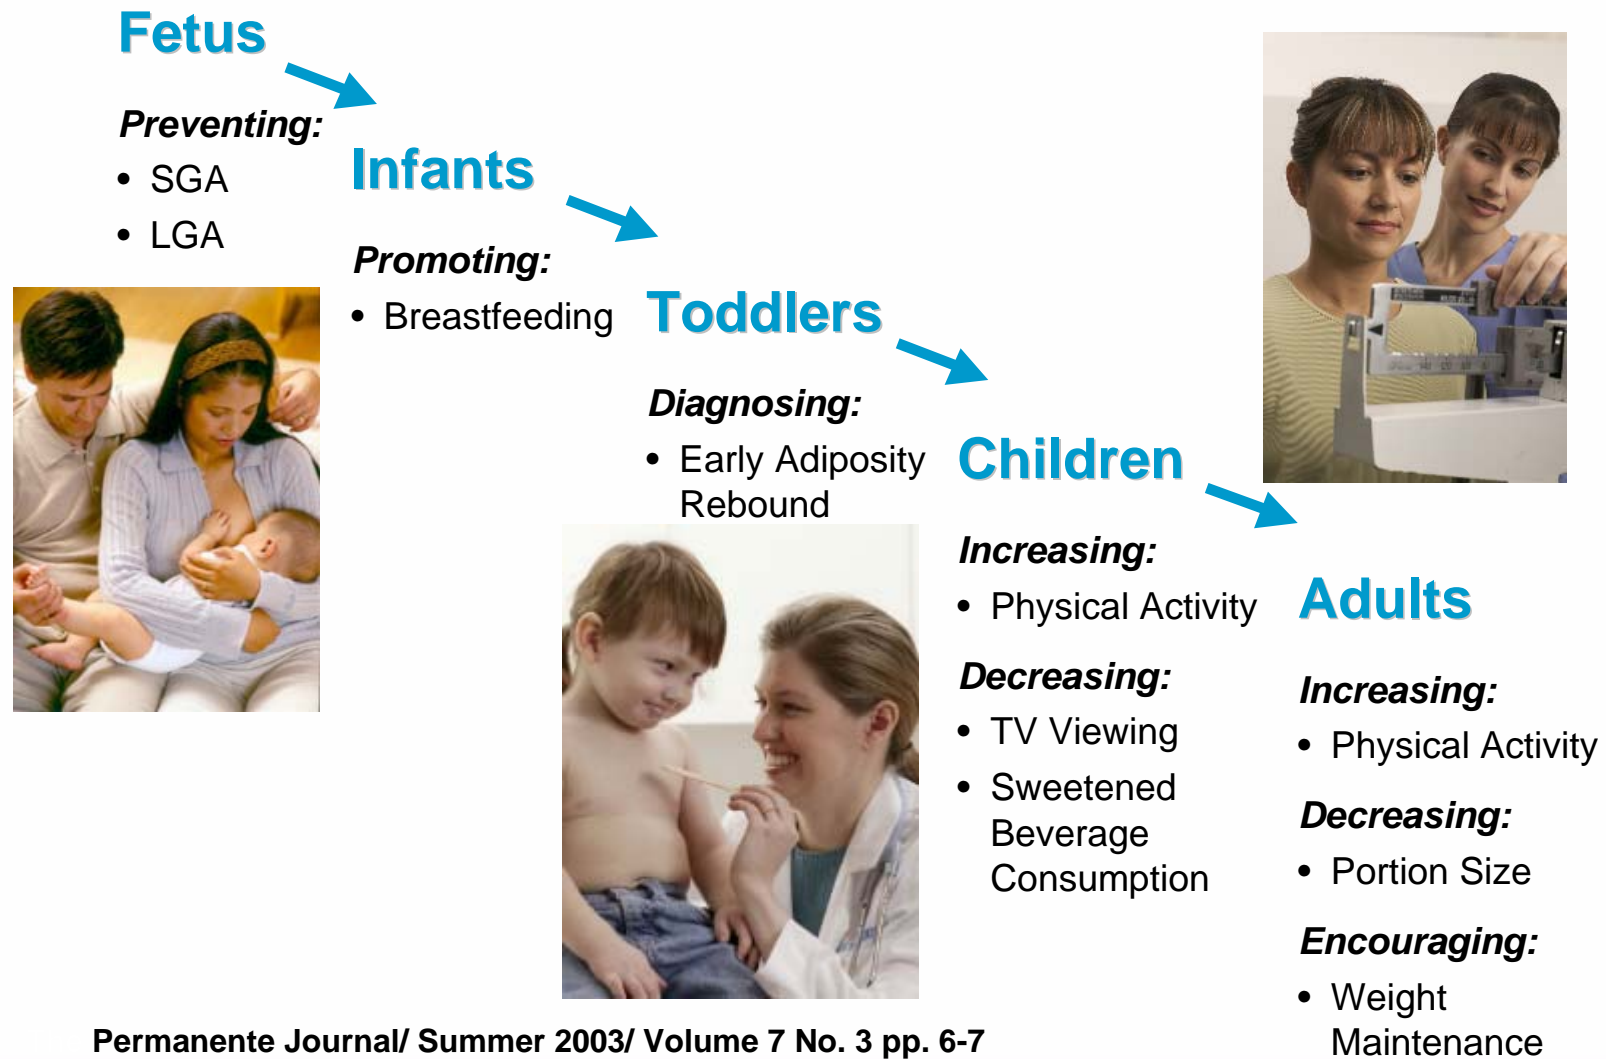 Fetus
Preventing:
• SGA
• LGA
Infants
Promoting:
• Breastfeeding
Toddlers
Diagnosing:
• Early Adiposity
Rebound
Children
Increasing:
• Physical Activity
Decreasing:
• TV Viewing
• Sweetened
Beverage
Consumption
Adults
Increasing:
• Physical Activity
Decreasing:
• Portion Size
Encouraging:
• Weight
Maintenance
Permanente Journal/ Summer 2003/ Volume 7 No. 3 pp. 6-7